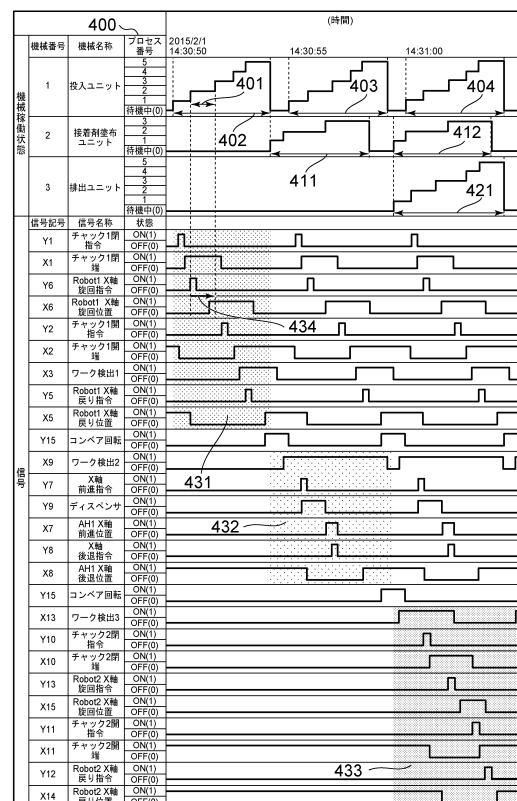 400
(時間)
機械番号 機械名称 プロセス番号
2015/2/1
14:30:50 14:30:55 14:31:00
機械稼働状態
1 投入ユニット 5 4 3 2 1 待機中(0)
401 403 404
402
2 接着剤塗布ユニット 3 2 1 待機中(0)
412
411
3 排出ユニット 5 4 3 2 1 待機中(0)
421
信号記号 信号名称 状態
信号
Y1 チャック1閉指令 ON(1) OFF(0)
X1 チャック1閉端 ON(1) OFF(0)
Y6 Robot1 X軸旋回指令 ON(1) OFF(0)
X6 Robot1 X軸旋回位置 ON(1) OFF(0)
434
Y2 チャック1開指令 ON(1) OFF(0)
X2 チャック1開端 ON(1) OFF(0)
X3 ワーク検出1 ON(1) OFF(0)
Y5 Robot1 X軸戻り指令 ON(1) OFF(0)
X5 Robot1 X軸戻り位置 ON(1) OFF(0)
Y15 コンベア回転 ON(1) OFF(0)
X9 ワーク検出2 ON(1) OFF(0)
431
Y7 X軸前進指令 ON(1) OFF(0)
Y9 ディスペンサ ON(1) OFF(0)
X7 AH1 X軸前進位置 ON(1) OFF(0)
432
Y8 X軸後退指令 ON(1) OFF(0)
X8 AH1 X軸後退位置 ON(1) OFF(0)
Y15 コンベア回転 ON(1) OFF(0)
X13 ワーク検出3 ON(1) OFF(0)
Y10 チャック2閉指令 ON(1) OFF(0)
X10 チャック2閉端 ON(1) OFF(0)
Y13 Robot2 X軸旋回指令 ON(1) OFF(0)
X15 Robot2 X軸旋回位置 ON(1) OFF(0)
Y11 チャック2開指令 ON(1) OFF(0)
X11 チャック2開端 ON(1) OFF(0)
433
Y12 Robot2 X軸戻り指令 ON(1) OFF(0)
X14 Robot2 X軸 ON(1)